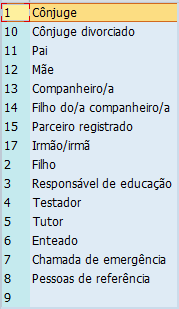 1 Cônjuge
10 Cônjuge divorciado
11 Pai
12 Mãe
13 Companheiro/a
14 Filho do/a companheiro/a
15 Parceiro registrado
17 Irmão/irmã
2 Filho
3 Responsável de educação
4 Testador
5 Tutor
6 Enteado
7 Chamada de emergência
8 Pessoas de referência
9